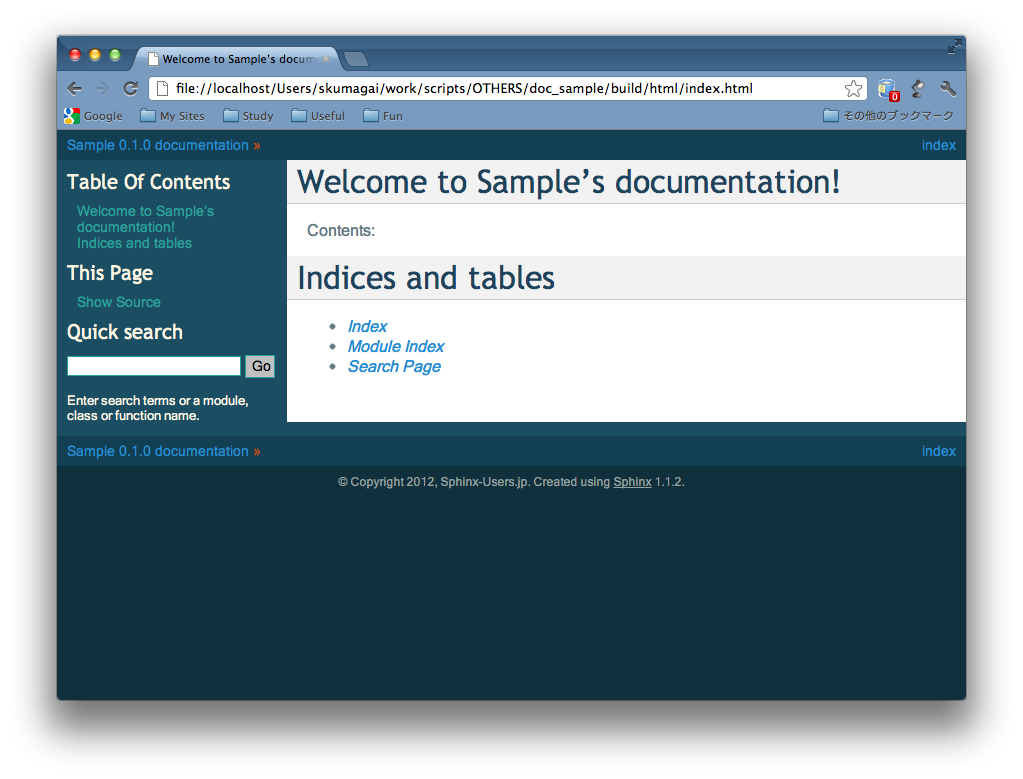 Welcome to Sample's docum
file://localhost/Users/skumagai/work/scripts/OTHERS/doc_sample/build/html/index.html
0
Google My Sites Study Useful Fun その他のブックマーク
Sample 0.1.0 documentation » index
Table Of Contents
Welcome to Sample's
documentation!
Indices and tables
This Page
Show Source
Quick search
Go
Enter search terms or a module,
class or function name.
Welcome to Sample's documentation!
Contents:
Indices and tables
Index
Module Index
Search Page
Sample 0.1.0 documentation » index
© Copyright 2012, Sphinx-Users.jp. Created using Sphinx 1.1.2.